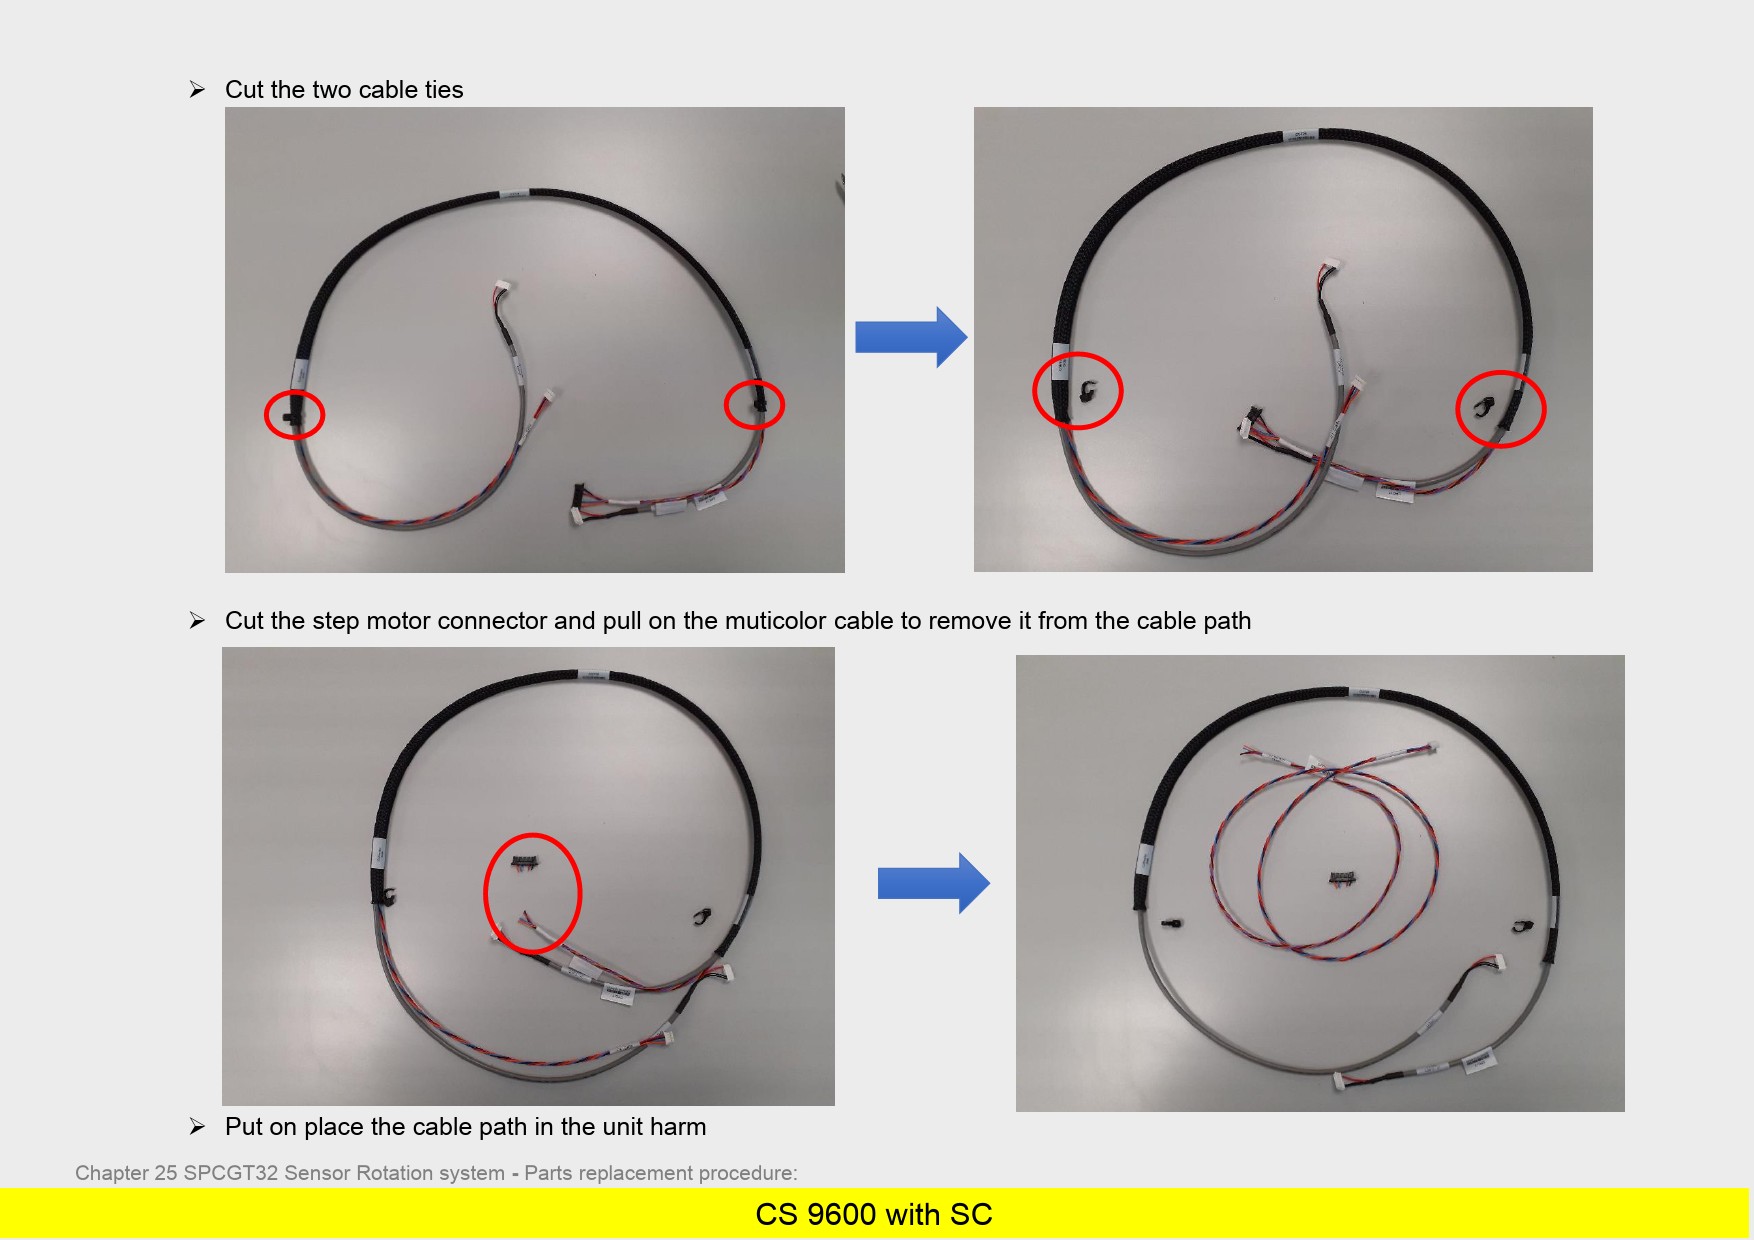 Cut the two cable ties
Cut the step motor connector and pull on the muticolor cable to remove it from the cable path
Put on place the cable path in the unit harm
Chapter 25 SPCGT32 Sensor Rotation system - Parts replacement procedure:
CS 9600 with SC